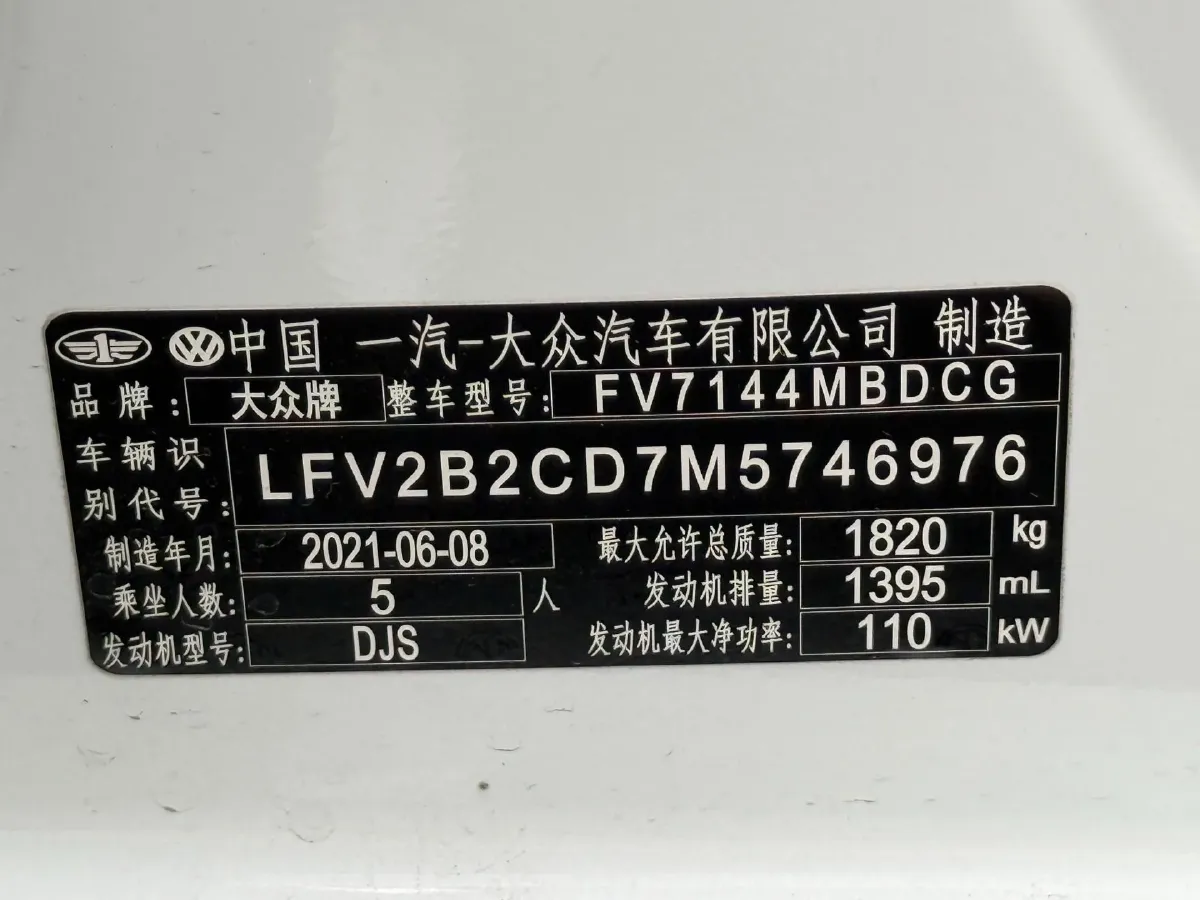 中国 一汽-大众汽车有限公司 制造
品牌: 大众牌 整车型号: FV7144MBDCG
车辆识别代号: LFV2B2CD7M5746976
制造年月: 2021-06-08 最大允许总质量: 1820 kg
乘坐人数: 5 人 发动机排量: 1395 mL
发动机型号: DJS 发动机最大净功率: 110 kW